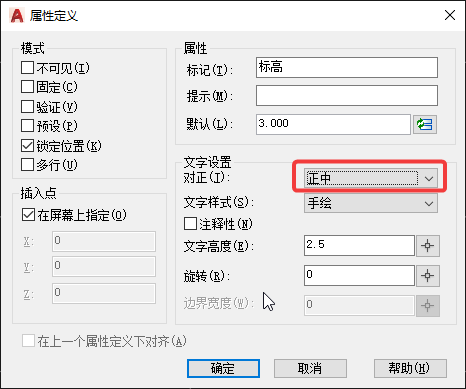 属性定义
模式
不可见(I)
固定(C)
验证(V)
预设(P)
锁定位置(K)
多行(U)
插入点
在屏幕上指定(O)
X: 0
Y: 0
Z: 0
属性
标记(T): 标高
提示(M):
默认(L): 3.000
文字设置
对正(J): 正中
文字样式(S): 手绘
注释性(N)
文字高度(E): 2.5
旋转(R): 0
边界宽度(W): 0
在上一个属性定义下对齐(A)
确定 取消 帮助(H)